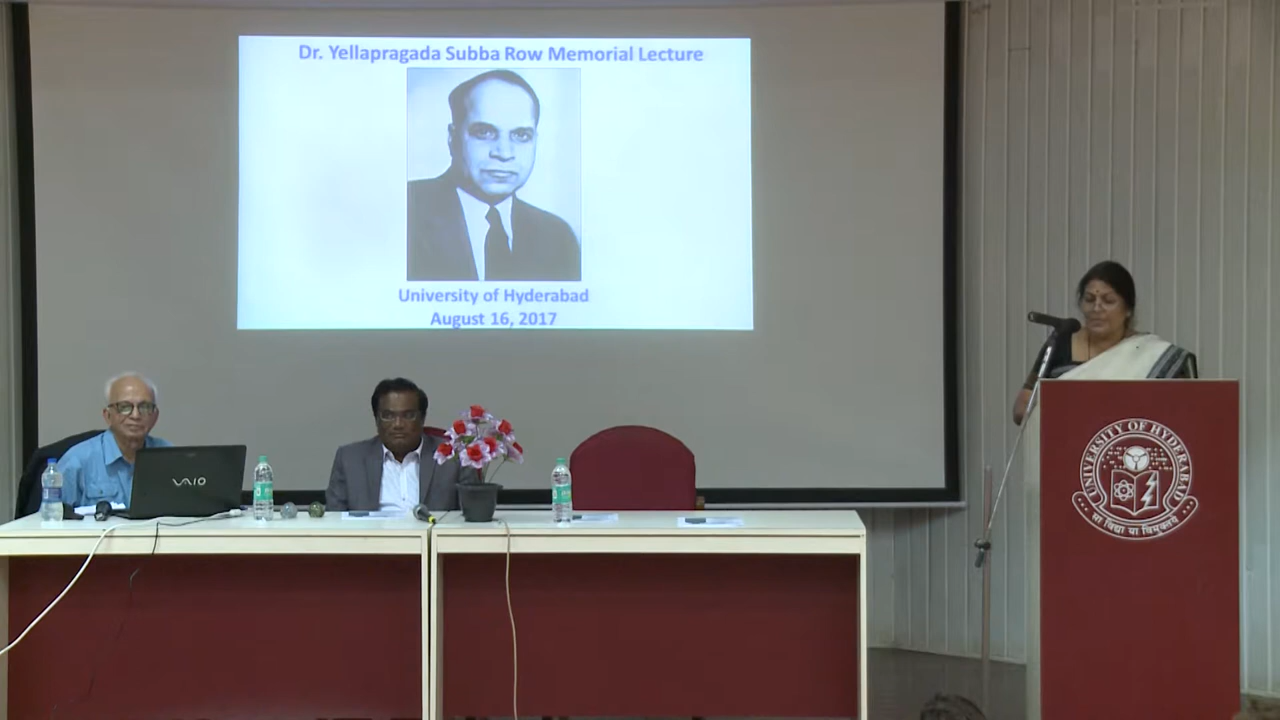 Dr. Yellapragada Subba Row Memorial Lecture
University of Hyderabad
August 16, 2017
VAIO
UNIVERSITY OF HYDERABAD
सा विद्या या विमुक्तये